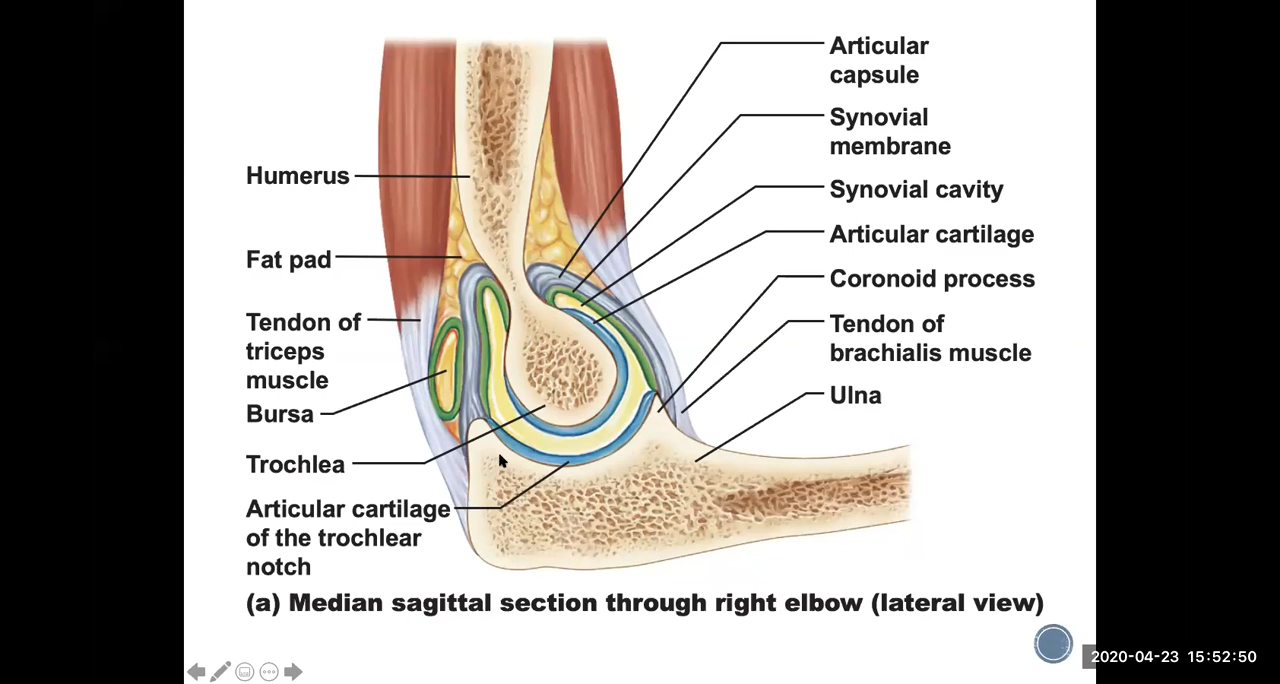 Articular
capsule
Synovial
membrane
Humerus
Synovial cavity
Articular cartilage
Fat pad
Coronoid process
Tendon of
triceps
muscle
Tendon of
brachialis muscle
Bursa
Ulna
Trochlea
Articular cartilage
of the trochlear
notch
(a) Median sagittal section through right elbow (lateral view)
2020-04-23 15:52:50